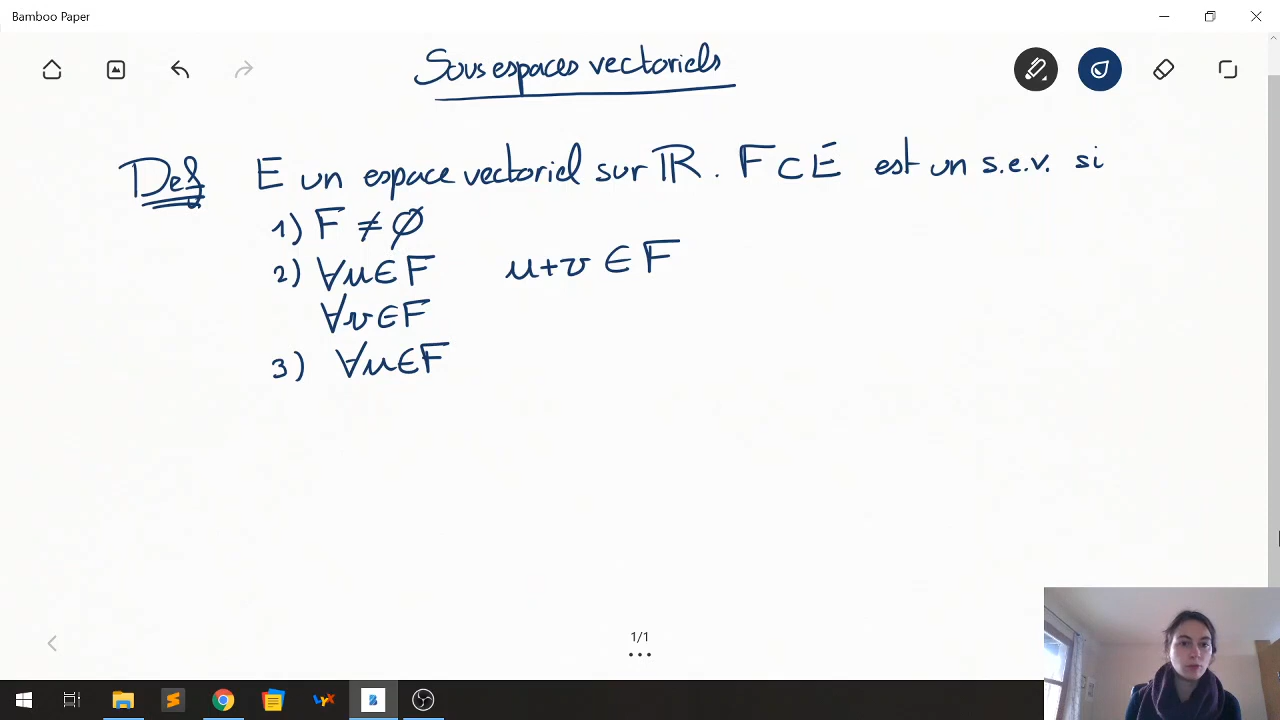 Bamboo Paper
Sous espaces vectoriels
Def E un espace vectoriel sur ℝ. F ⊂ E est un s.e.v. si
1) F ≠ ∅
2) ∀u∈F u+v ∈ F
∀v∈F
3) ∀u∈F
1/1